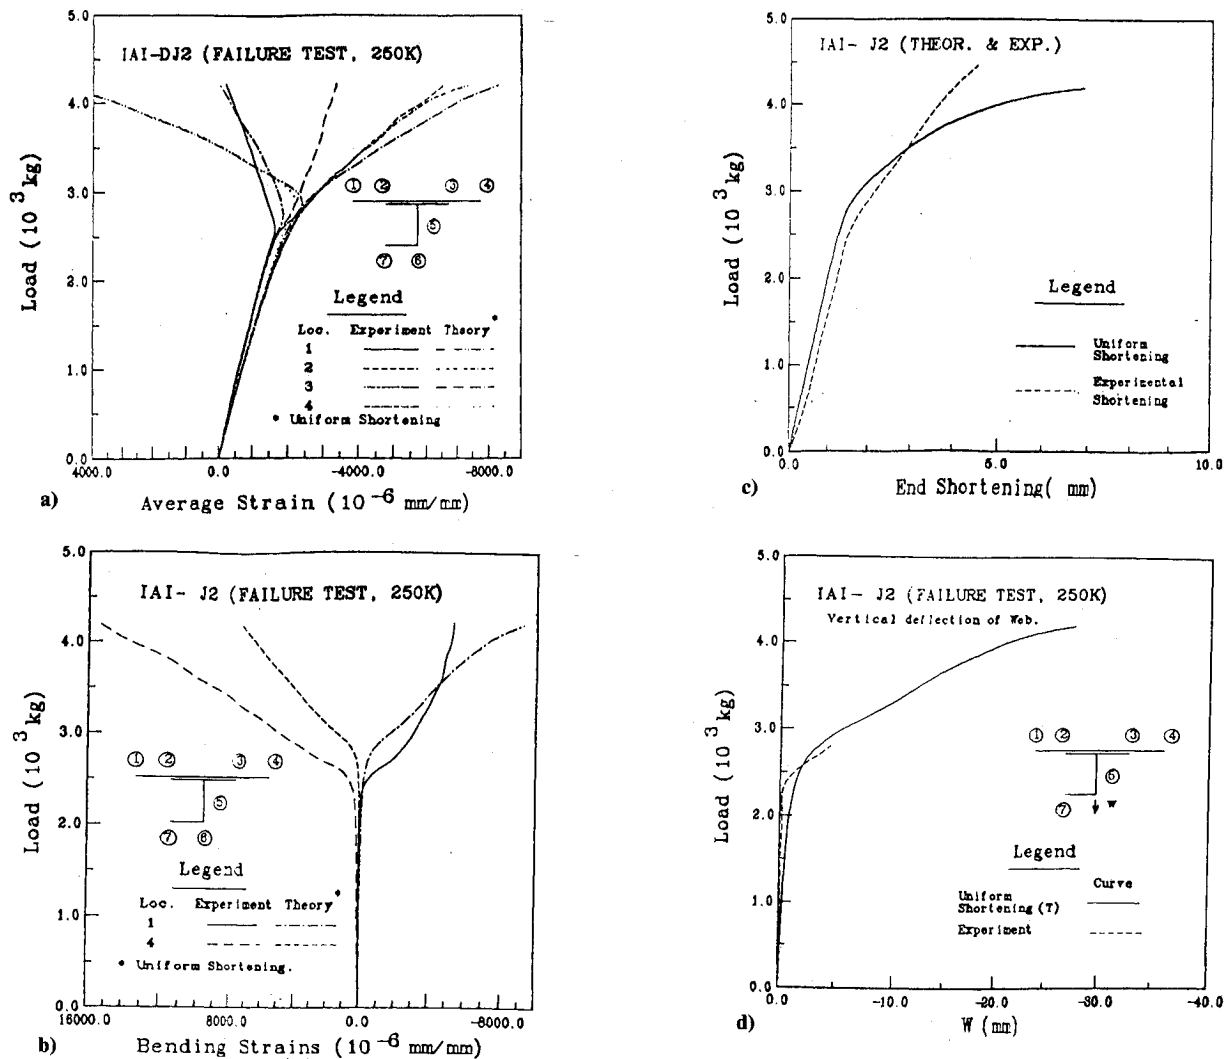 5.0
IAI-DJ2 (FAILURE TEST, 250K)
4.0
3.0
2.0
1.0
0.0
Load (10 3 kg)
① ② ③ ④
⑤
⑦ ⑥
Legend
Loc. Experiment Theory *
1
2
3
4
* Uniform Shortening
4000.0 0.0 -4000.0 -8000.0
a)
Average Strain (10 -6 mm/mm)
5.0
IAI- J2 (THEOR. & EXP.)
4.0
3.0
2.0
1.0
0.0
Load (10 3 kg)
Legend
Uniform
Shortening
Experimental
Shortening
0.0 5.0 10.0
c)
End Shortening( mm)
5.0
IAI- J2 (FAILURE TEST, 250K)
4.0
3.0
2.0
1.0
0.0
Load (10 3 kg)
① ② ③ ④
⑤
⑦ ⑥
Legend
Loc. Experiment Theory *
1
4
* Uniform Shortening.
16000.0 8000.0 0.0 -8000.0
b)
Bending Strains (10 -6 mm/mm)
5.0
IAI- J2 (FAILURE TEST, 250K)
Vertical deflection of Web.
4.0
3.0
2.0
1.0
0.0
Load (10 3 kg)
① ② ③ ④
⑥
⑦ w
Legend
Curve
Uniform
Shortening (T)
Experiment
0.0 -10.0 -20.0 -30.0 -40.0
d)
W (mm)